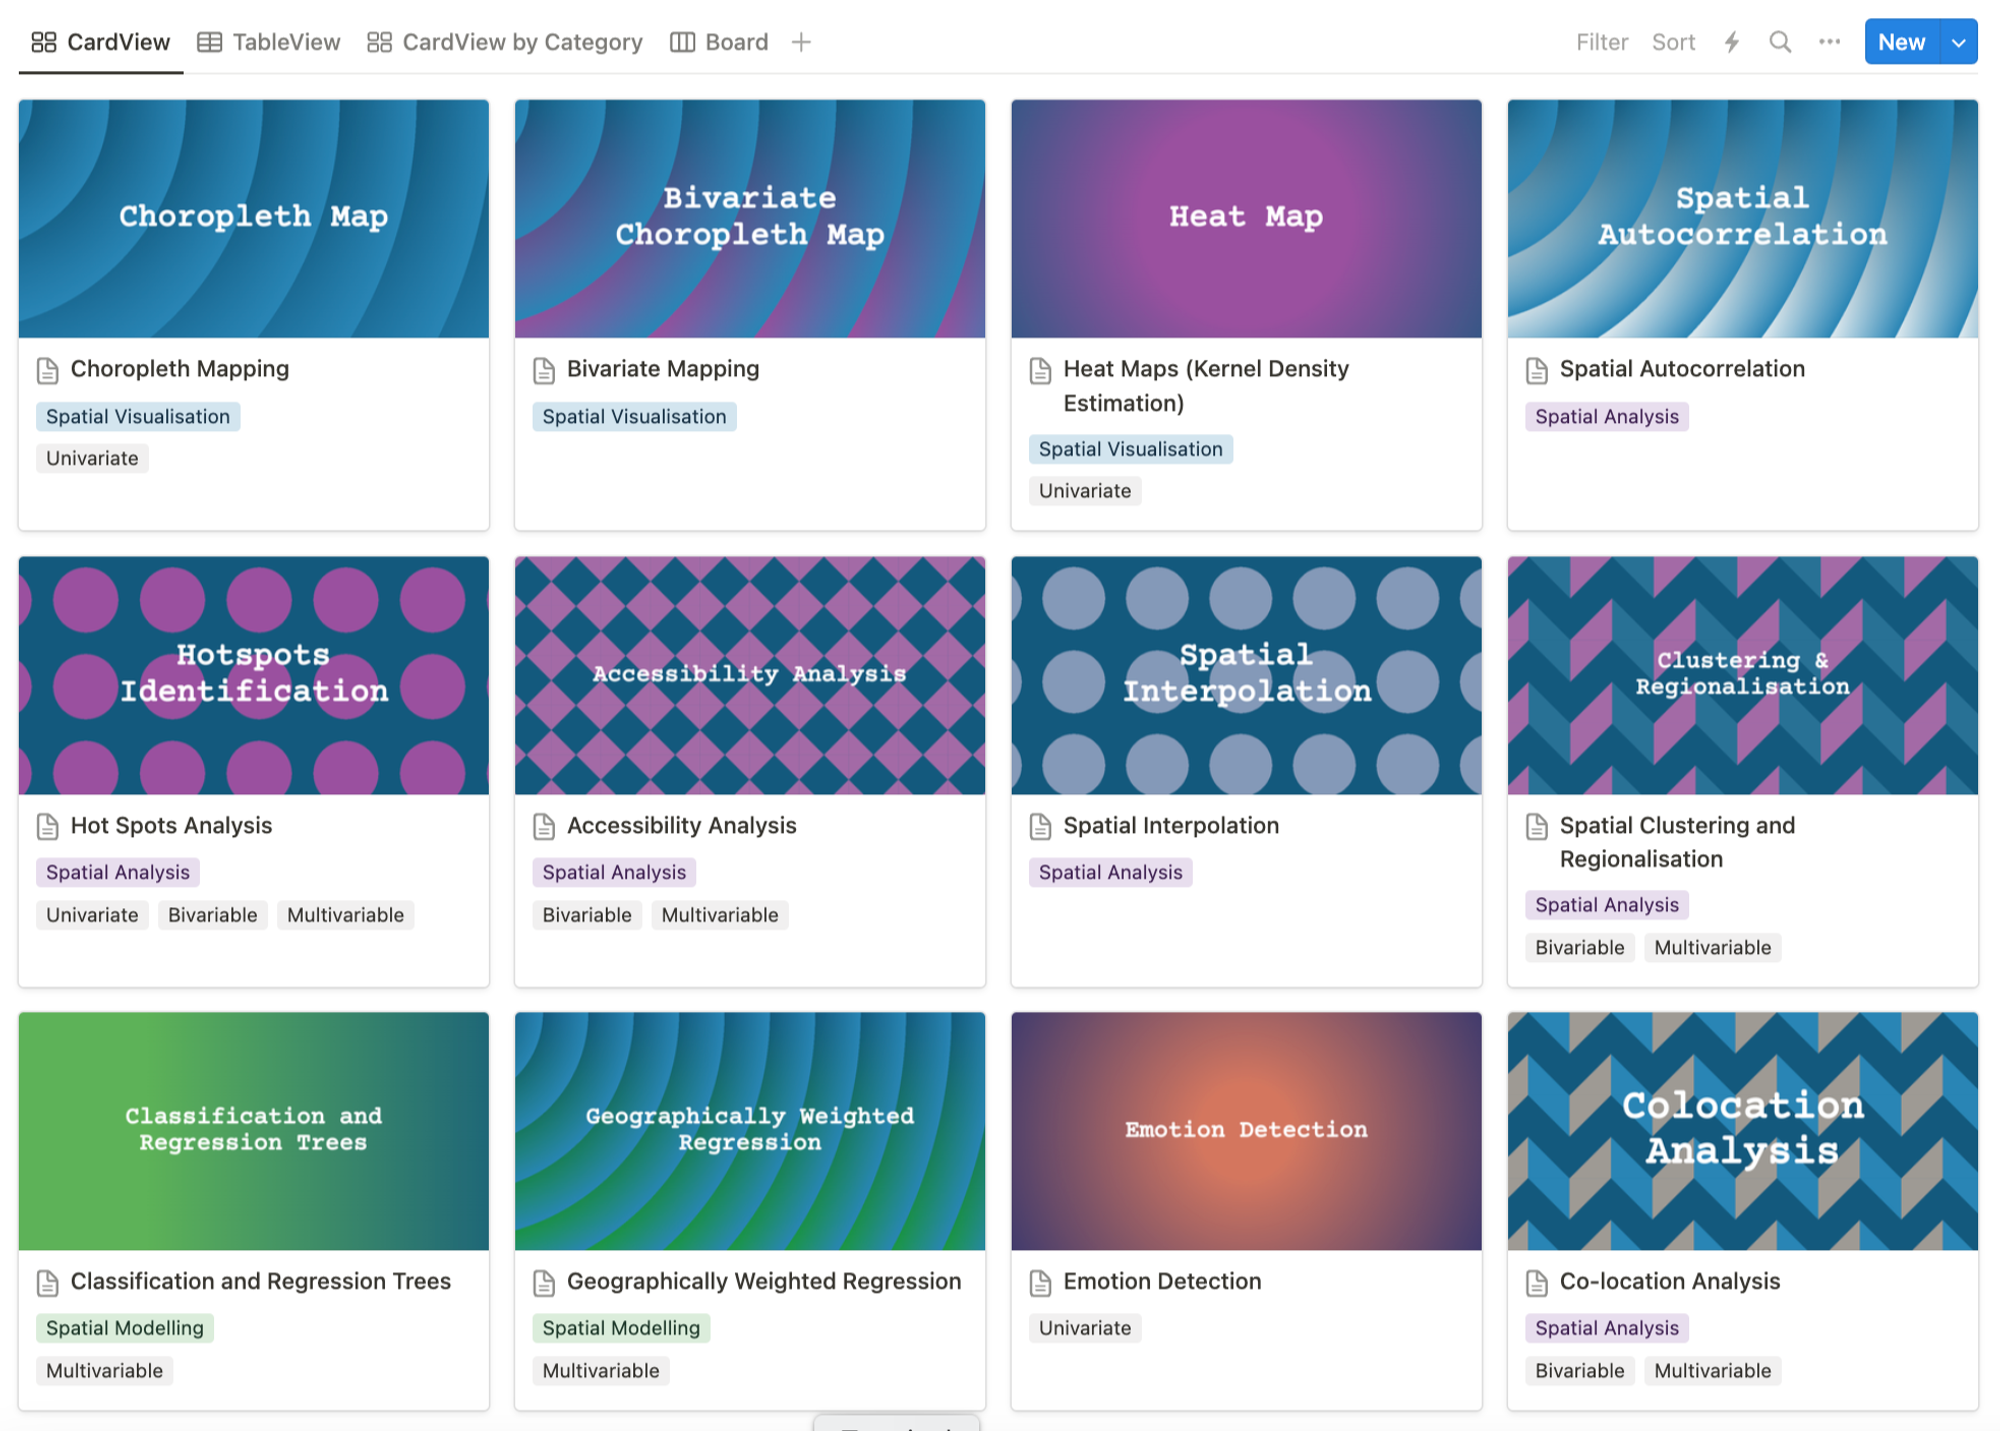 CardView TableView CardView by Category Board Filter Sort New
Choropleth Map
Choropleth Mapping
Spatial Visualisation
Univariate
Bivariate
Choropleth Map
Bivariate Mapping
Spatial Visualisation
Heat Map
Heat Maps (Kernel Density
Estimation)
Spatial Visualisation
Univariate
Spatial
Autocorrelation
Spatial Autocorrelation
Spatial Analysis
Hotspots
Identification
Hot Spots Analysis
Spatial Analysis
Univariate Bivariable Multivariable
Accessibility Analysis
Accessibility Analysis
Spatial Analysis
Bivariable Multivariable
Spatial
Interpolation
Spatial Interpolation
Spatial Analysis
Clustering &
Regionalisation
Spatial Clustering and
Regionalisation
Spatial Analysis
Bivariable Multivariable
Classification and
Regression Trees
Classification and Regression Trees
Spatial Modelling
Multivariable
Geographically Weighted
Regression
Geographically Weighted Regression
Spatial Modelling
Multivariable
Emotion Detection
Emotion Detection
Univariate
Colocation
Analysis
Co-location Analysis
Spatial Analysis
Bivariable Multivariable